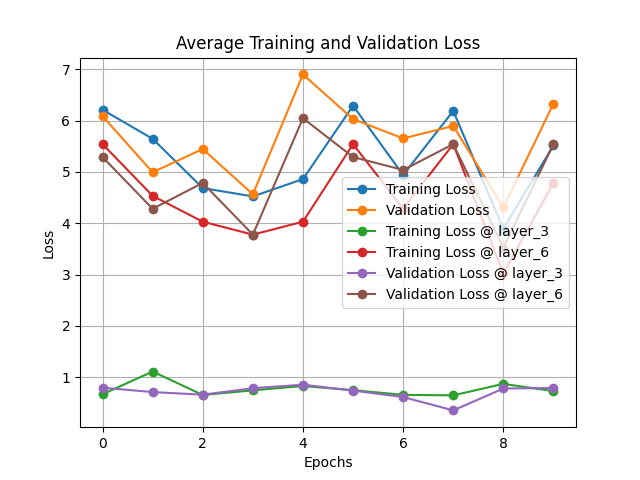 Average Training and Validation Loss
7
6
5
4
3
2
1
Loss
Training Loss
Validation Loss
Training Loss @ layer_3
Training Loss @ layer_6
Validation Loss @ layer_3
Validation Loss @ layer_6
0 2 4 6 8
Epochs